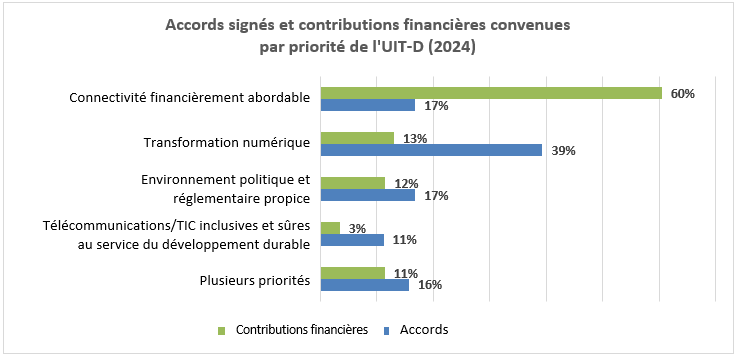 Accords signés et contributions financières convenues
par priorité de l'UIT-D (2024)
Connectivité financièrement abordable
60%
17%
Transformation numérique
13%
39%
Environnement politique et
réglementaire propice
12%
17%
Télécommunications/TIC inclusives et sûres
au service du développement durable
3%
11%
Plusieurs priorités
11%
16%
Contributions financières
Accords